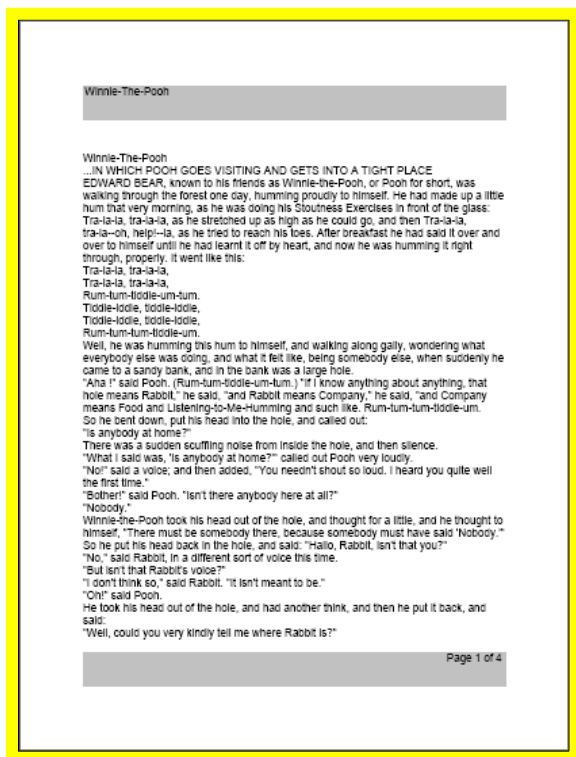 Winnie-The-Pooh
Winnie-The-Pooh
...IN WHICH POOH GOES VISITING AND GETS INTO A TIGHT PLACE
EDWARD BEAR, known to his friends as Winnie-the-Pooh, or Pooh for short, was
walking through the forest one day, humming proudly to himself. He had made up a little
hum that very morning, as he was doing his Stoutness Exercises in front of the glass:
Tra-la-la, tra-la-la, as he stretched up as high as he could go, and then Tra-la-la,
tra-la--oh, help!--la, as he tried to reach his toes. After breakfast he had said it over and
over to himself until he had learnt it off by heart, and now he was humming it right
through, properly. It went like this:
Tra-la-la, tra-la-la,
Tra-la-la, tra-la-la,
Rum-tum-tiddle-um-tum.
Tiddle-iddle, tiddle-iddle,
Tiddle-iddle, tiddle-iddle,
Rum-tum-tum-tiddle-um.
Well, he was humming this hum to himself, and walking along gaily, wondering what
everybody else was doing, and what it felt like, being somebody else, when suddenly he
came to a sandy bank, and in the bank was a large hole.
"Aha !" said Pooh. (Rum-tum-tiddle-um-tum.) "If I know anything about anything, that
hole means Rabbit," he said, "and Rabbit means Company," he said, "and Company
means Food and Listening-to-Me-Humming and such like. Rum-tum-tum-tiddle-um.
So he bent down, put his head into the hole, and called out:
"Is anybody at home?"
There was a sudden scuffling noise from inside the hole, and then silence.
"What I said was, 'Is anybody at home?'" called out Pooh very loudly.
"No!" said a voice; and then added, "You needn't shout so loud. I heard you quite well
the first time."
"Bother!" said Pooh. "Isn't there anybody here at all?"
"Nobody."
Winnie-the-Pooh took his head out of the hole, and thought for a little, and he thought to
himself, "There must be somebody there, because somebody must have said 'Nobody.'"
So he put his head back in the hole, and said: "Hallo, Rabbit, isn't that you?"
"No," said Rabbit, in a different sort of voice this time.
"But isn't that Rabbit's voice?"
"I don't think so," said Rabbit. "It isn't meant to be."
"Oh!" said Pooh.
He took his head out of the hole, and had another think, and then he put it back, and
said:
"Well, could you very kindly tell me where Rabbit is?"
Page 1 of 4